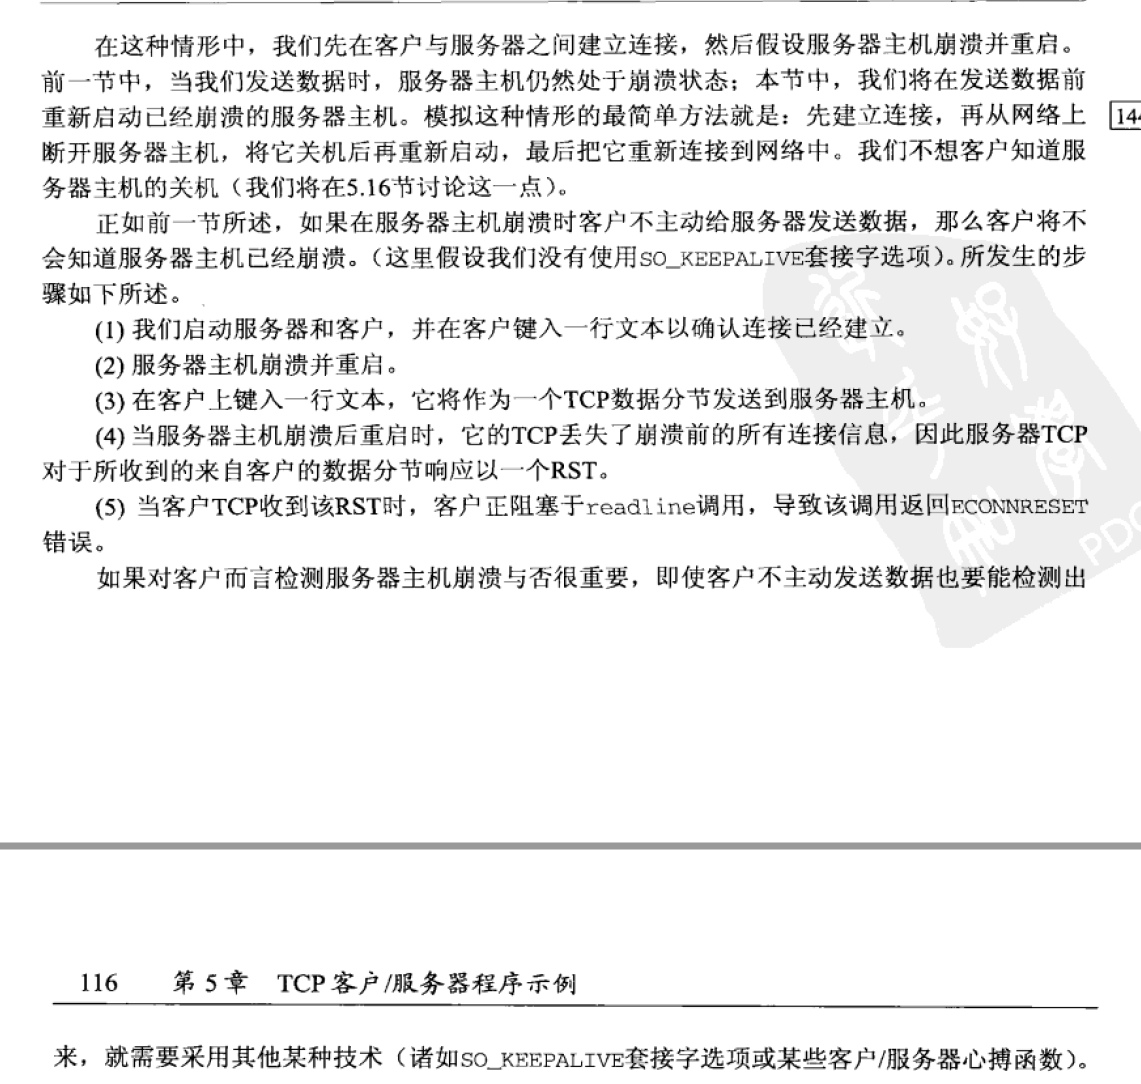 在这种情形中，我们先在客户与服务器之间建立连接，然后假设服务器主机崩溃并重启。
前一节中，当我们发送数据时，服务器主机仍然处于崩溃状态；本节中，我们将在发送数据前
重新启动已经崩溃的服务器主机。模拟这种情形的最简单方法就是：先建立连接，再从网络上
断开服务器主机，将它关机后再重新启动，最后把它重新连接到网络中。我们不想客户知道服
务器主机的关机（我们将在5.16节讨论这一点）。
正如前一节所述，如果在服务器主机崩溃时客户不主动给服务器发送数据，那么客户将不
会知道服务器主机已经崩溃。（这里假设我们没有使用SO_KEEPALIVE套接字选项）。所发生的步
骤如下所述。
(1) 我们启动服务器和客户，并在客户键入一行文本以确认连接已经建立。
(2) 服务器主机崩溃并重启。
(3) 在客户上键入一行文本，它将作为一个TCP数据分节发送到服务器主机。
(4) 当服务器主机崩溃后重启时，它的TCP丢失了崩溃前的所有连接信息，因此服务器TCP
对于所收到的来自客户的数据分节响应以一个RST。
(5) 当客户TCP收到该RST时，客户正阻塞于readline调用，导致该调用返回ECONNRESET
错误。
如果对客户而言检测服务器主机崩溃与否很重要，即使客户不主动发送数据也要能检测出
116 第 5 章 TCP 客户/服务器程序示例
来，就需要采用其他某种技术（诸如SO_KEEPALIVE套接字选项或某些客户/服务器心搏函数）。